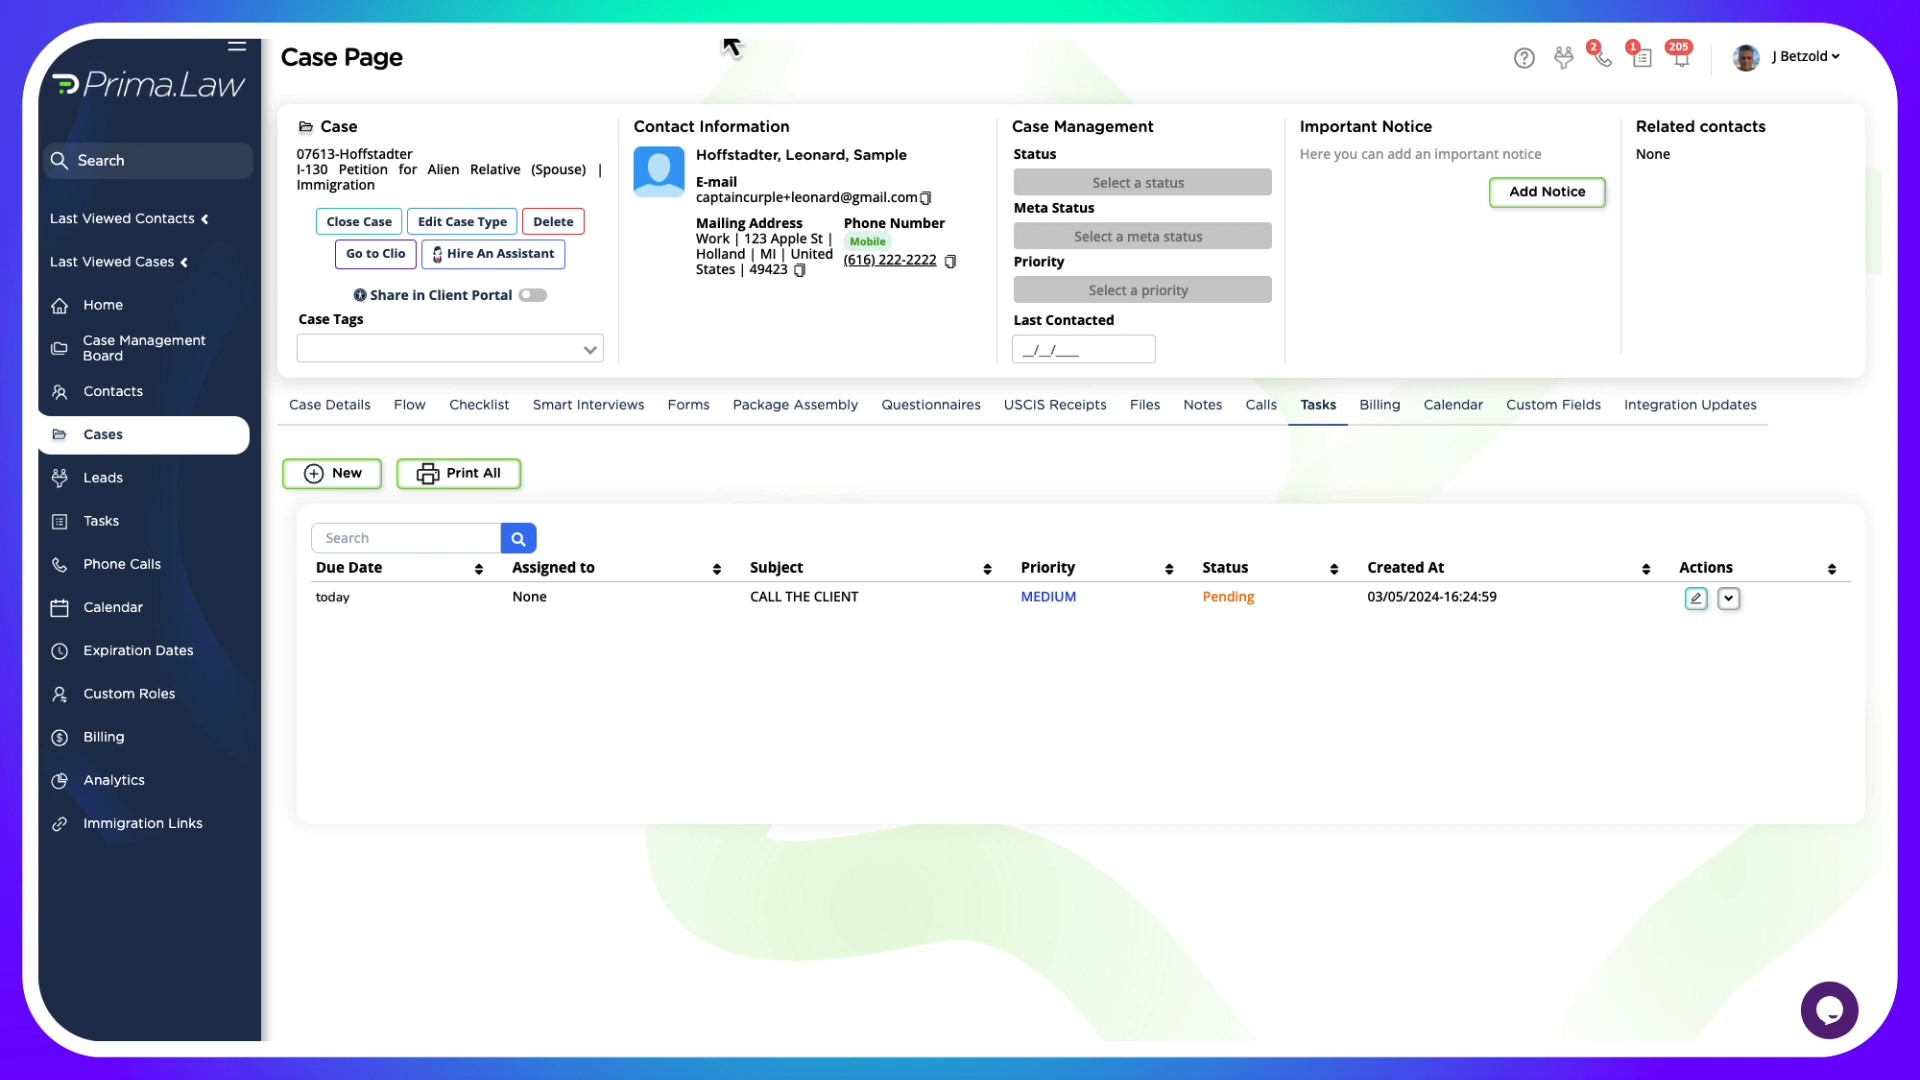 Prima.Law
Search
Last Viewed Contacts
Last Viewed Cases
Home
Case Management
Board
Contacts
Cases
Leads
Tasks
Phone Calls
Calendar
Expiration Dates
Custom Roles
Billing
Analytics
Immigration Links
Case Page
2
1
205
J Betzold
Case
07613-Hoffstadter
I-130 Petition for Alien Relative (Spouse) |
Immigration
Close Case
Edit Case Type
Delete
Go to Clio
Hire An Assistant
Share in Client Portal
Case Tags
Contact Information
Hoffstadter, Leonard, Sample
E-mail
captaincurple+leonard@gmail.com
Mailing Address
Work | 123 Apple St |
Holland | MI | United
States | 49423
Phone Number
Mobile
(616) 222-2222
Case Management
Status
Select a status
Meta Status
Select a meta status
Priority
Select a priority
Last Contacted
__/__/____
Important Notice
Here you can add an important notice
Add Notice
Related contacts
None
Case Details Flow Checklist Smart Interviews Forms Package Assembly Questionnaires USCIS Receipts Files Notes Calls Tasks Billing Calendar Custom Fields Integration Updates
New Print All
Search
Due Date Assigned to Subject Priority Status Created At Actions
today None CALL THE CLIENT MEDIUM Pending 03/05/2024-16:24:59